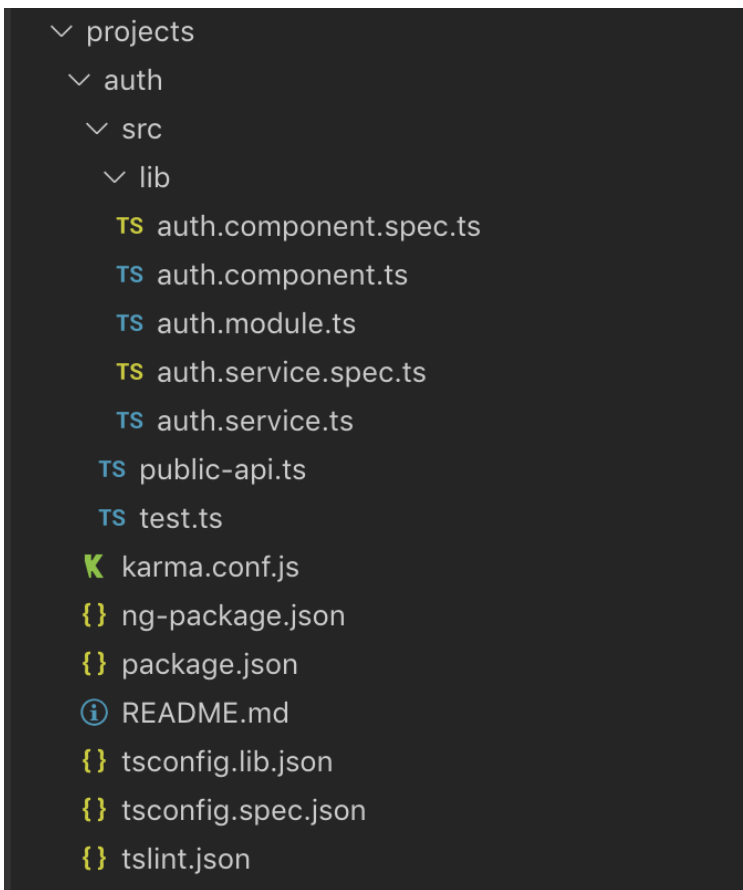 projects
auth
src
lib
TS auth.component.spec.ts
TS auth.component.ts
TS auth.module.ts
TS auth.service.spec.ts
TS auth.service.ts
TS public-api.ts
TS test.ts
K karma.conf.js
{} ng-package.json
{} package.json
README.md
{} tsconfig.lib.json
{} tsconfig.spec.json
{} tslint.json